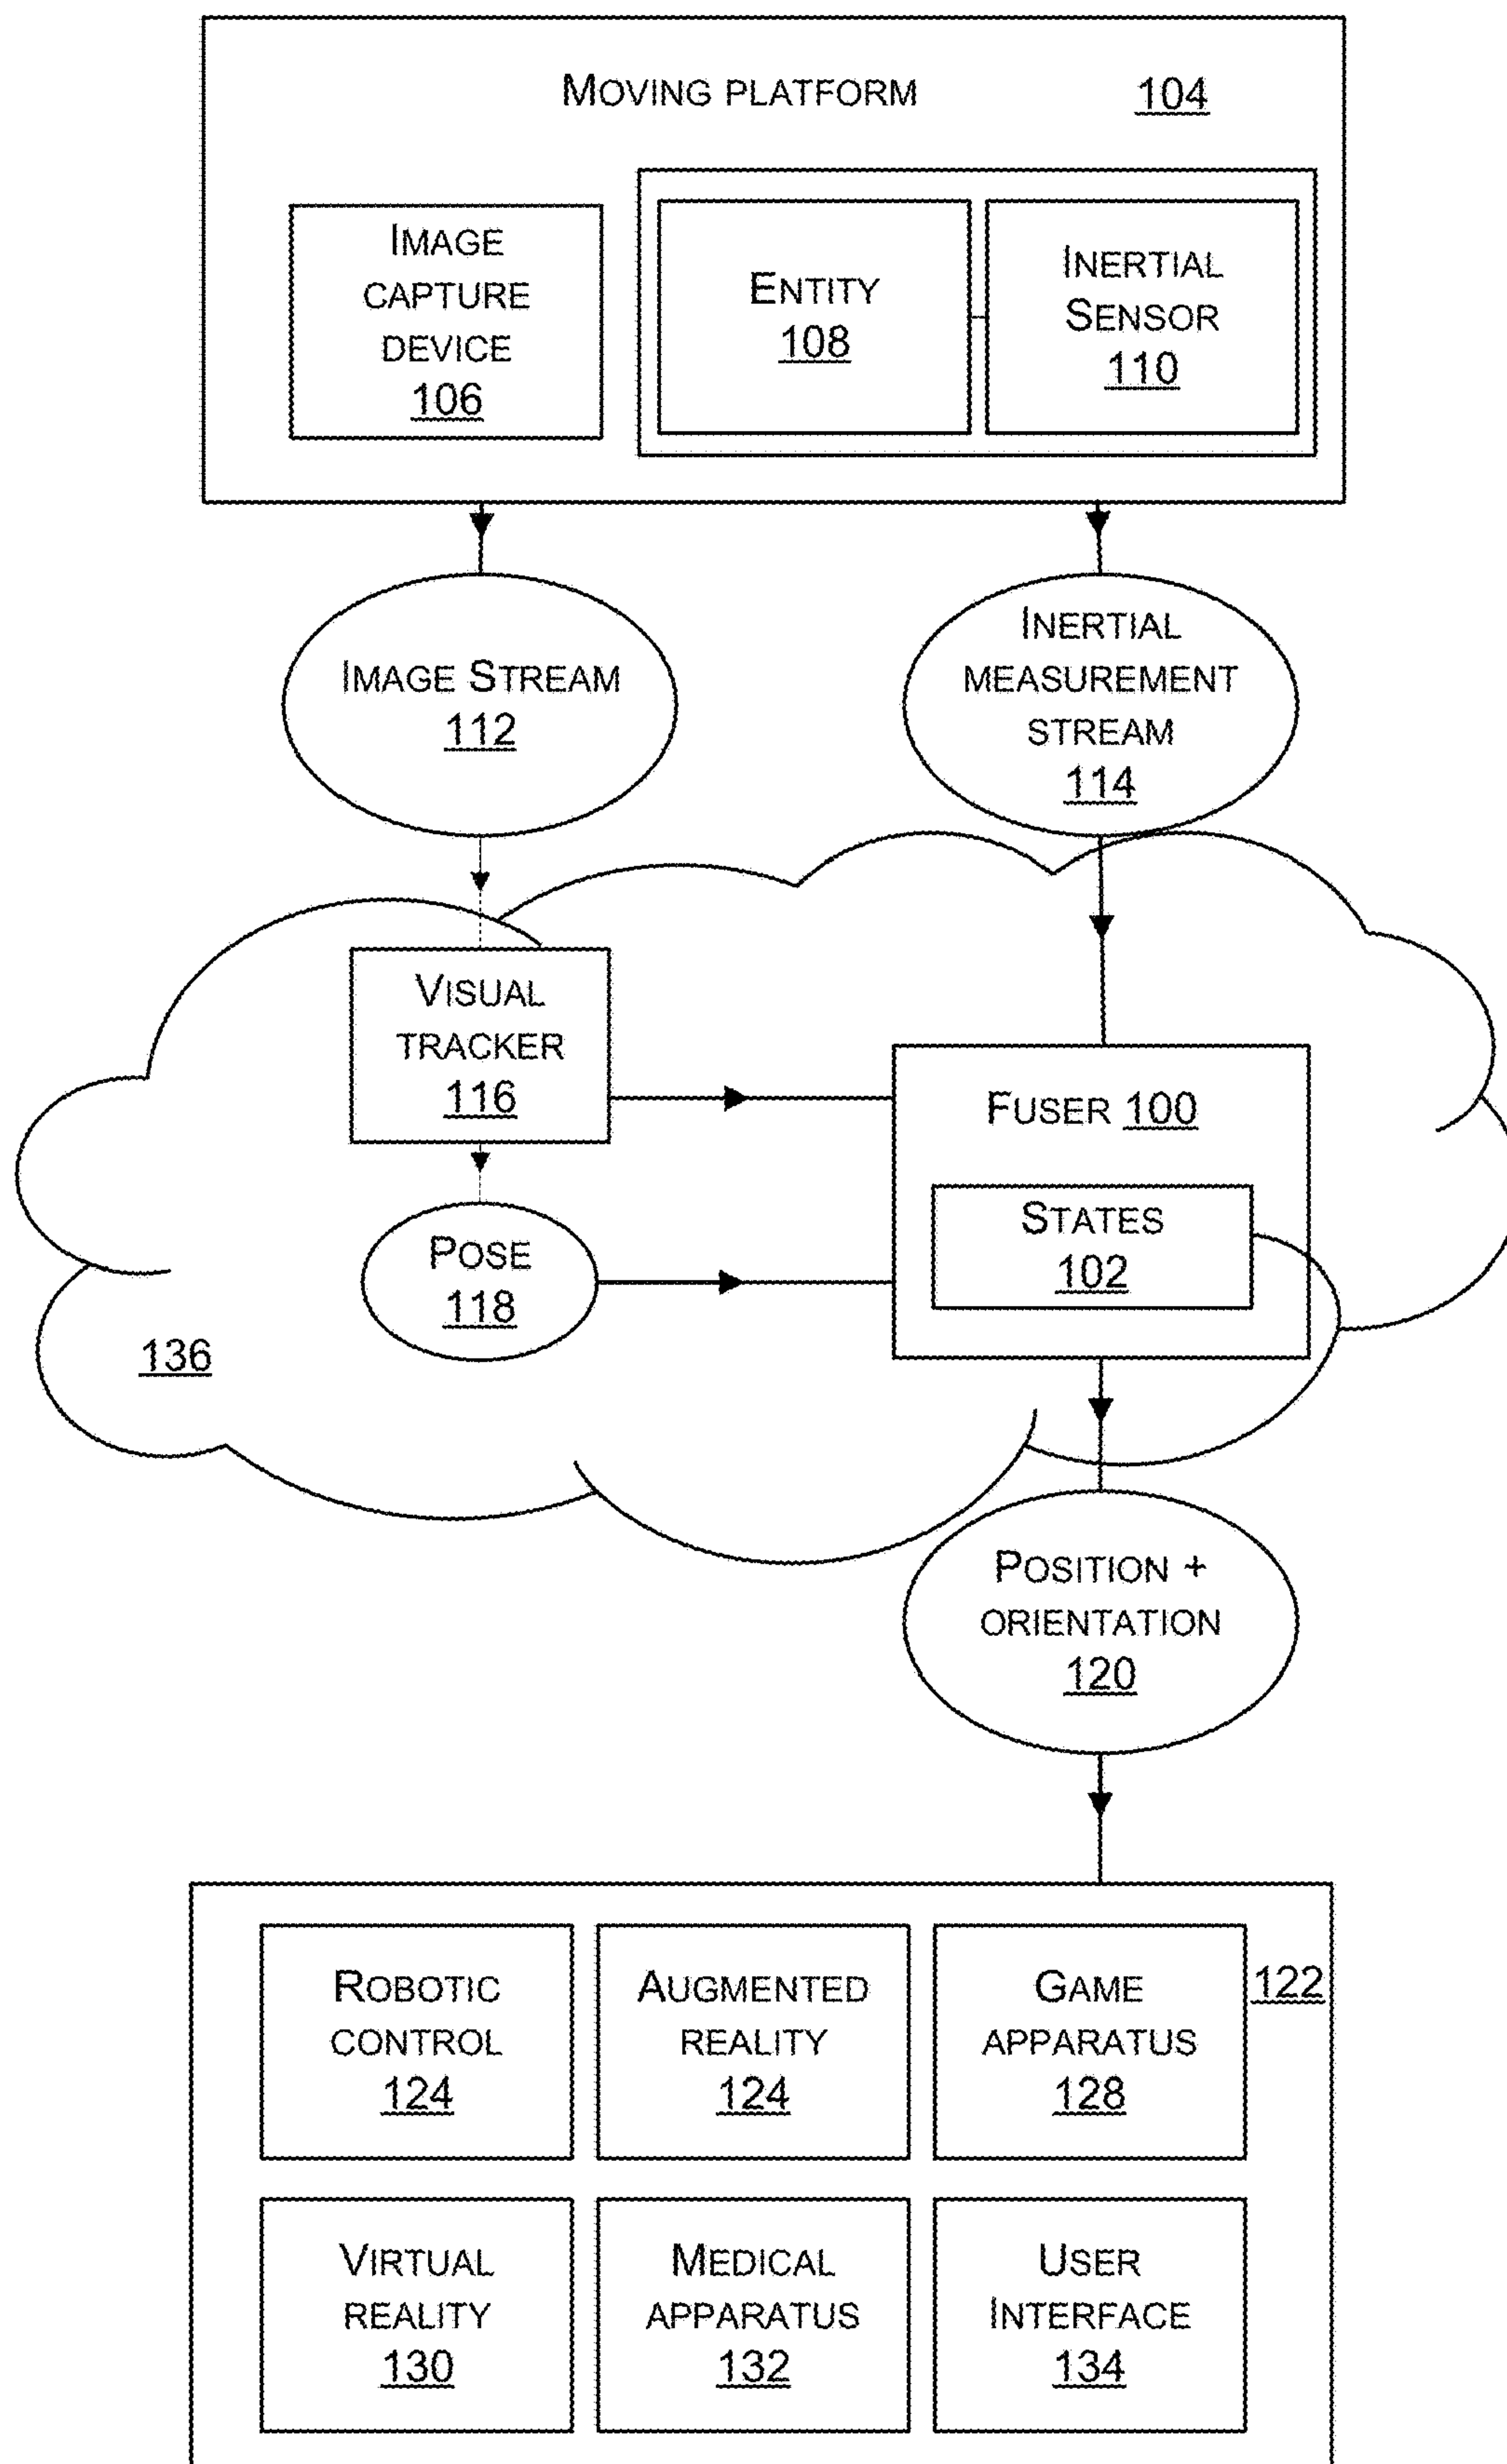 MOVING PLATFORM 104
IMAGE
CAPTURE
DEVICE
106
ENTITY
108
INERTIAL
SENSOR
110
IMAGE STREAM
112
INERTIAL
MEASUREMENT
STREAM
114
VISUAL
TRACKER
116
FUSER 100
STATES
102
POSE
118
136
POSITION +
ORIENTATION
120
122
ROBOTIC
CONTROL
124
AUGMENTED
REALITY
124
GAME
APPARATUS
128
VIRTUAL
REALITY
130
MEDICAL
APPARATUS
132
USER
INTERFACE
134